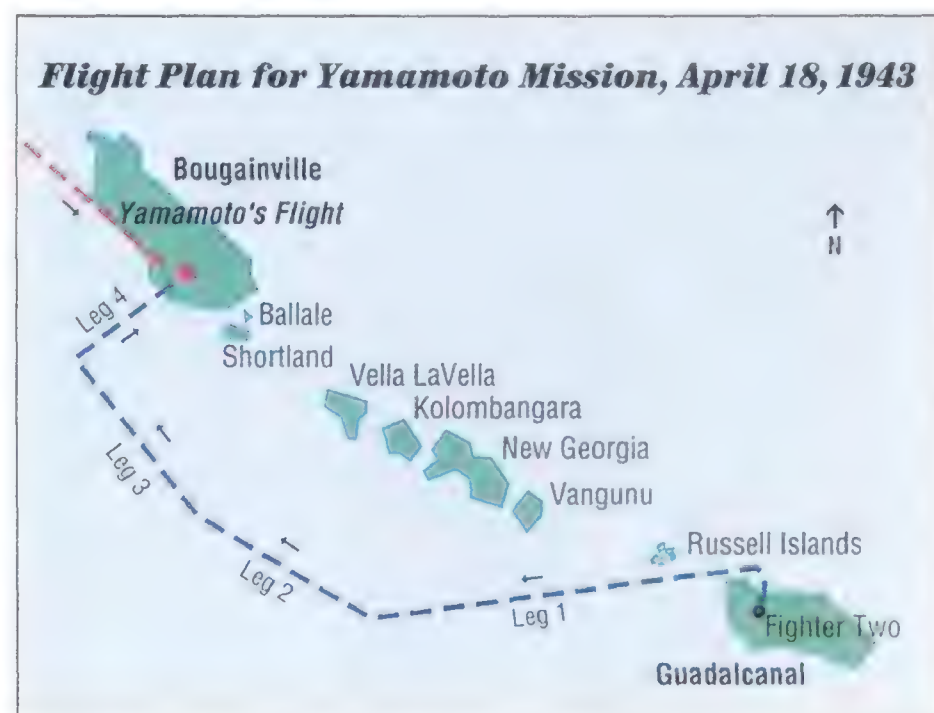 Flight Plan for Yamamoto Mission, April 18, 1943
Bougainville
Yamamoto's Flight
N
Leg 4
Ballale
Shortland
Vella LaVella
Kolombangara
New Georgia
Leg 3
Vangunu
Russell Islands
Leg 2
Leg 1
Fighter Two
Guadalcanal